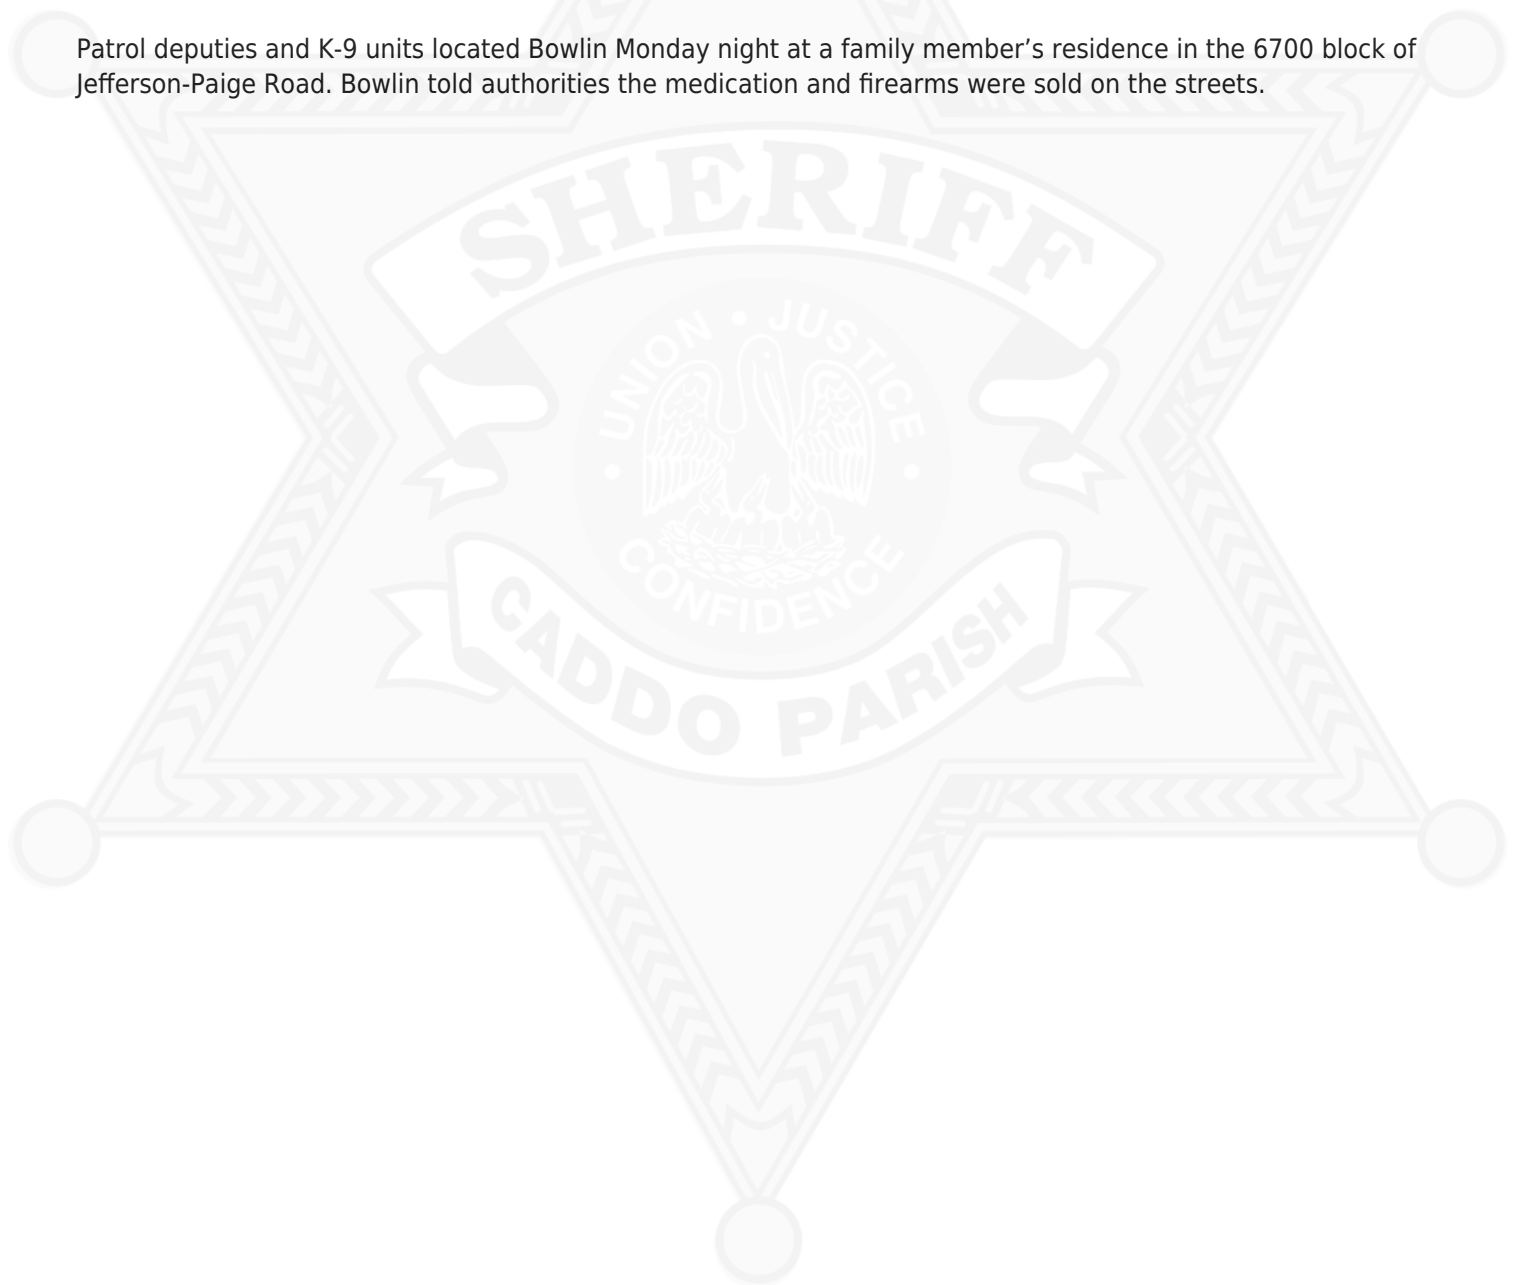 Patrol deputies and K-9 units located Bowlin Monday night at a family member’s residence in the 6700 block of
Jefferson-Paige Road. Bowlin told authorities the medication and firearms were sold on the streets.
SHERIFF
UNION • JUSTICE
• CONFIDENCE •
CADDO PARISH